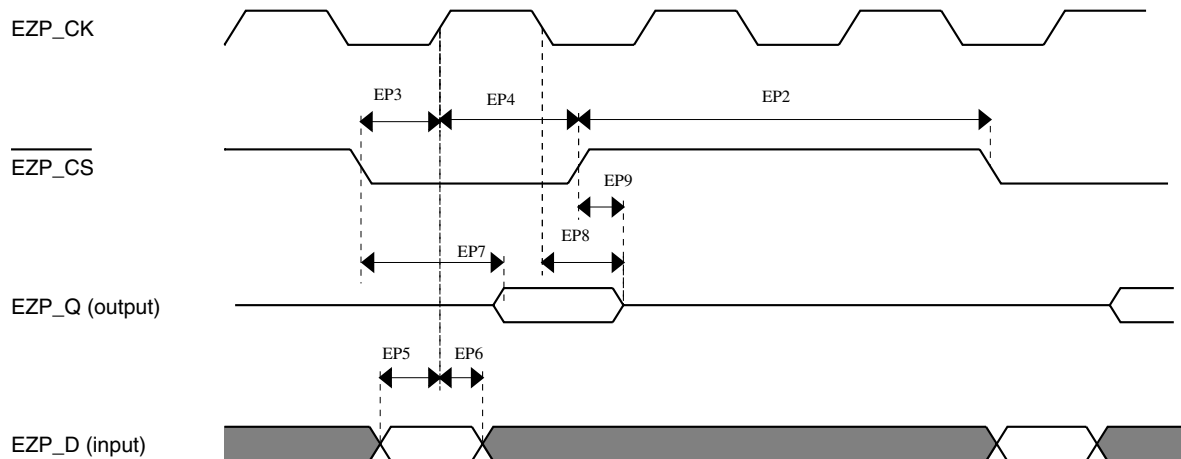 EZP_CK
EP3
EP4
EP2
EZP_CS
EP9
EP8
EP7
EZP_Q (output)
EP5
EP6
EZP_D (input)